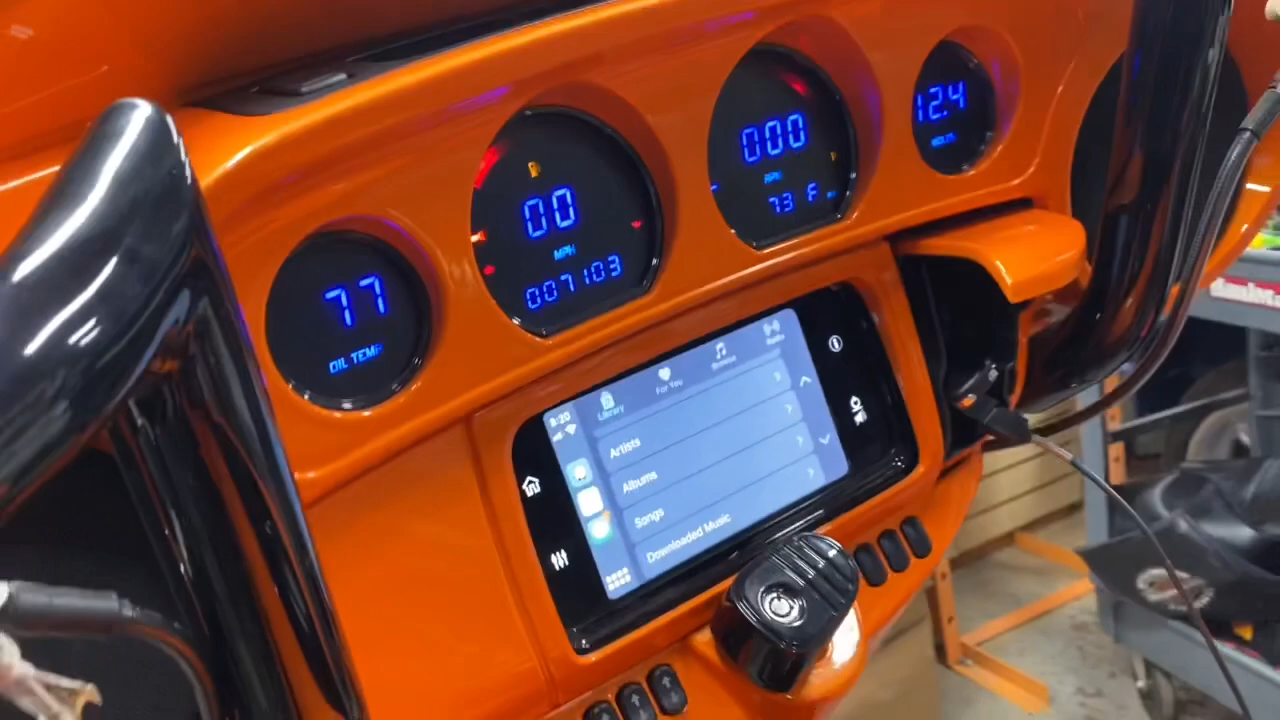 77
OIL TEMP
00
MPH
007103
000
RPM
73 F
12.4
VOLTS
8:20
Library
For You
Browse
Radio
Artists
Albums
Songs
Downloaded Music